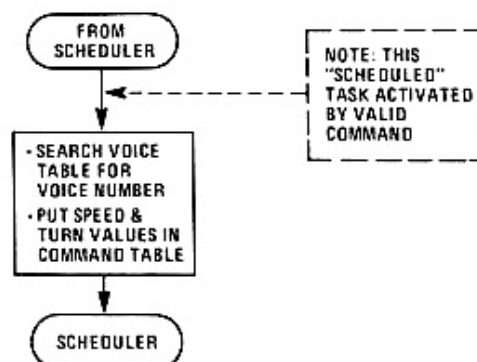 FROM
SCHEDULER
NOTE: THIS
"SCHEDULED"
TASK ACTIVATED
BY VALID
COMMAND
• SEARCH VOICE
TABLE FOR
VOICE NUMBER
• PUT SPEED &
TURN VALUES IN
COMMAND TABLE
SCHEDULER